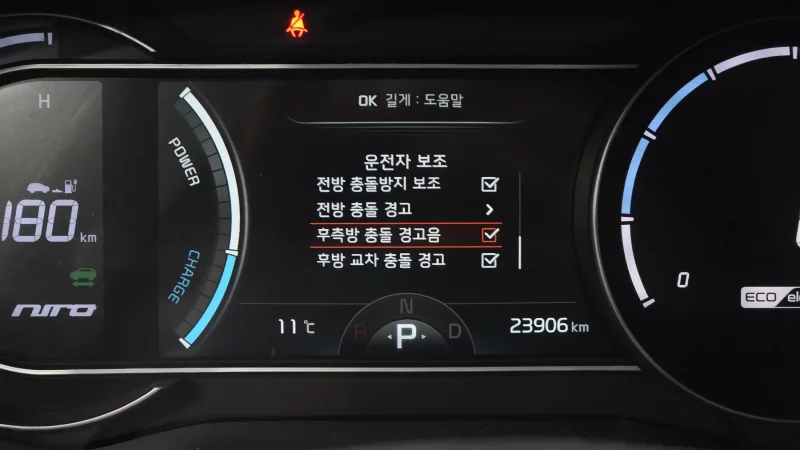 OK 길게 : 도움말
H
POWER
운전자 보조
전방 충돌방지 보조
전방 충돌 경고
후측방 충돌 경고음
후방 교차 충돌 경고
180 km
CHARGE
NIRO
0
ECO
N
11 ℃
R
P
D
23906 km